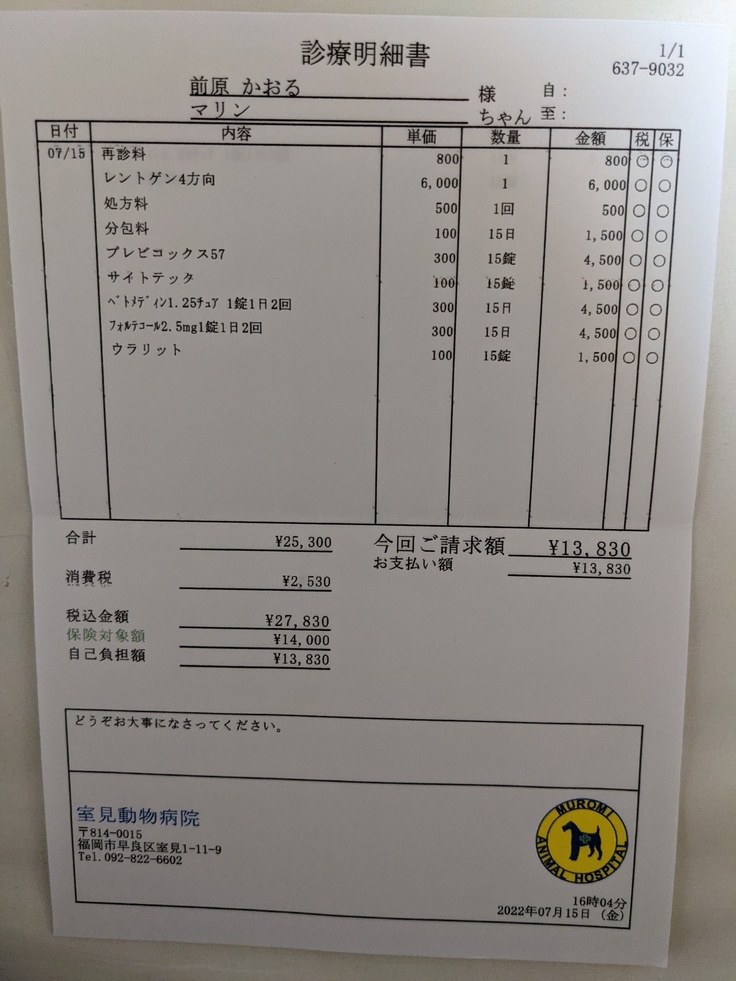 診療明細書
1/1
637-9032
前原 かおる 様 自:
マリン ちゃん 至:
日付 内容 単価 数量 金額 税 保
07/15 再診料 800 1 800 ○ ○
レントゲン4方向 6,000 1 6,000 ○ ○
処方料 500 1回 500 ○ ○
分包料 100 15日 1,500 ○ ○
プレビコックス57 300 15錠 4,500 ○ ○
サイトテック 100 15錠 1,500 ○ ○
ベトメディン1.25チュア 1錠1日2回 300 15日 4,500 ○ ○
フォルテコール2.5mg1錠1日2回 300 15日 4,500 ○ ○
ウラリット 100 15錠 1,500 ○ ○
合計 ¥25,300
消費税 ¥2,530
税込金額 ¥27,830
保険対象額 ¥14,000
自己負担額 ¥13,830
今回ご請求額 ¥13,830
お支払い額 ¥13,830
どうぞお大事になさってください。
室見動物病院
〒814-0015
福岡市早良区室見1-11-9
Tel.092-822-6602
MUROMI
ANIMAL HOSPITAL
16時04分
2022年07月15日 (金)